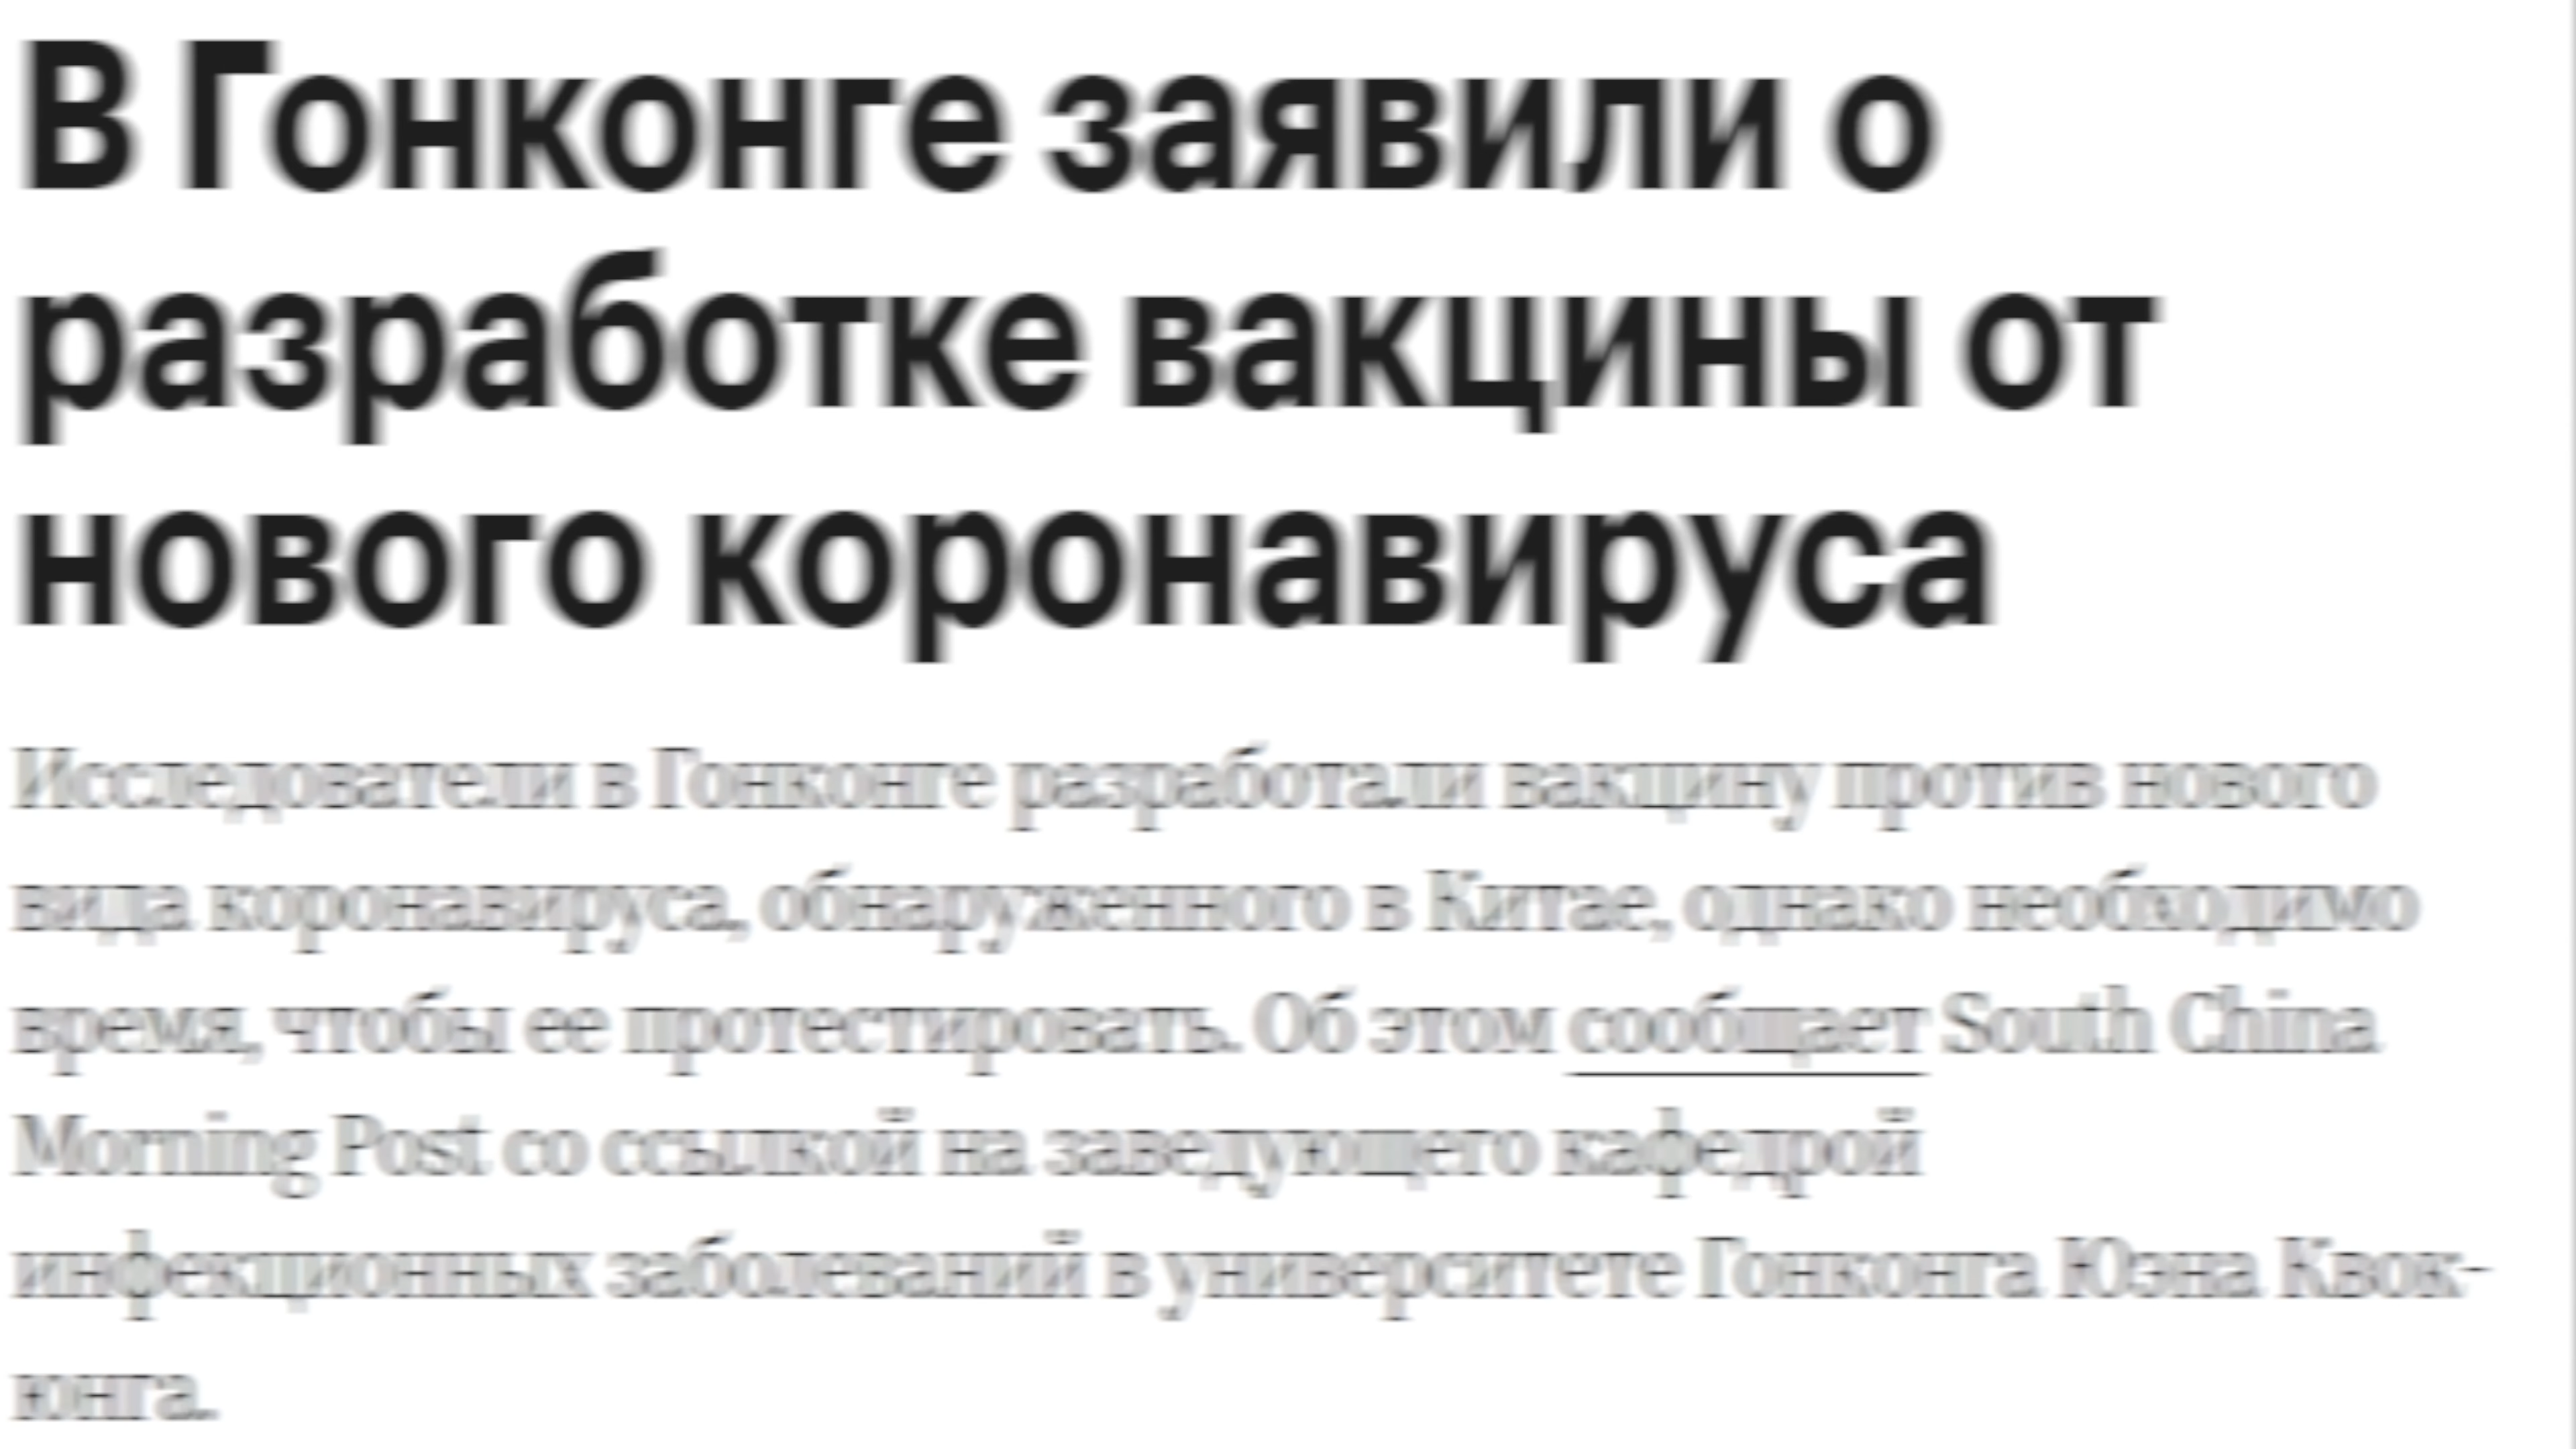 В Гонконге заявили о
разработке вакцины от
нового коронавируса
Исследователи в Гонконге разработали вакцину против нового
вида коронавируса, обнаруженного в Китае, однако необходимо
время, чтобы ее протестировать. Об этом сообщает South China
Morning Post со ссылкой на заведующего кафедрой
инфекционных заболеваний в университете Гонконга Юэна Квок-
юнга.